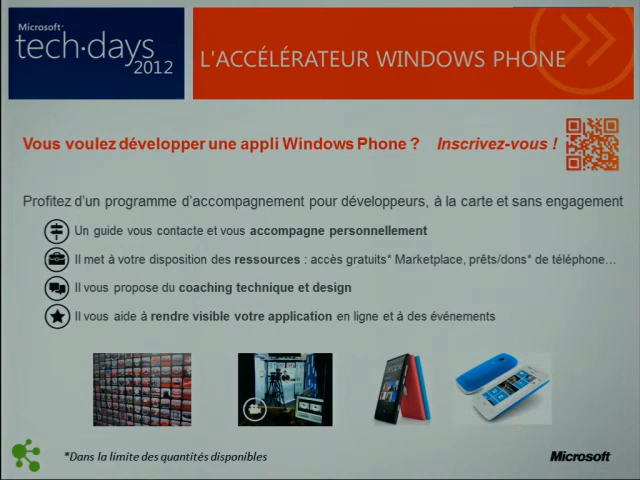 Microsoft
tech·days
2012
L'ACCÉLÉRATEUR WINDOWS PHONE
Vous voulez développer une appli Windows Phone ? Inscrivez-vous !
Profitez d'un programme d'accompagnement pour développeurs, à la carte et sans engagement
Un guide vous contacte et vous accompagne personnellement
Il met à votre disposition des ressources : accès gratuits* Marketplace, prêts/dons* de téléphone...
Il vous propose du coaching technique et design
Il vous aide à rendre visible votre application en ligne et à des événements
*Dans la limite des quantités disponibles
Microsoft